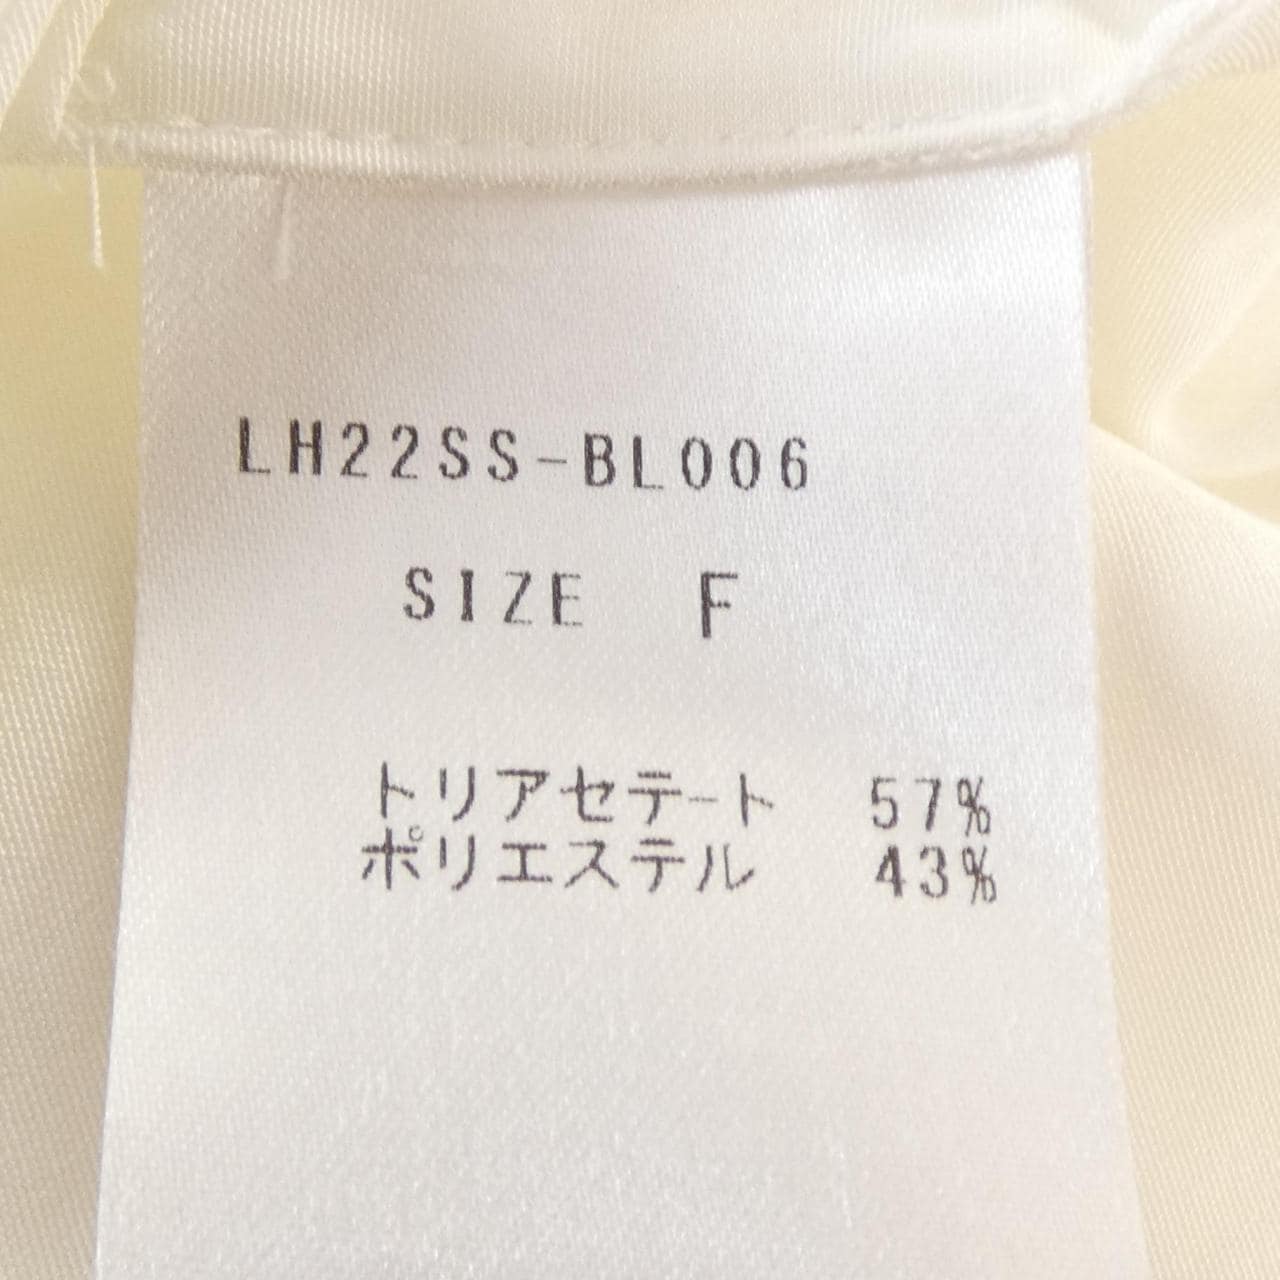 LH22SS-BL006
SIZE F
トリアセテート 57%
ポリエステル 43%